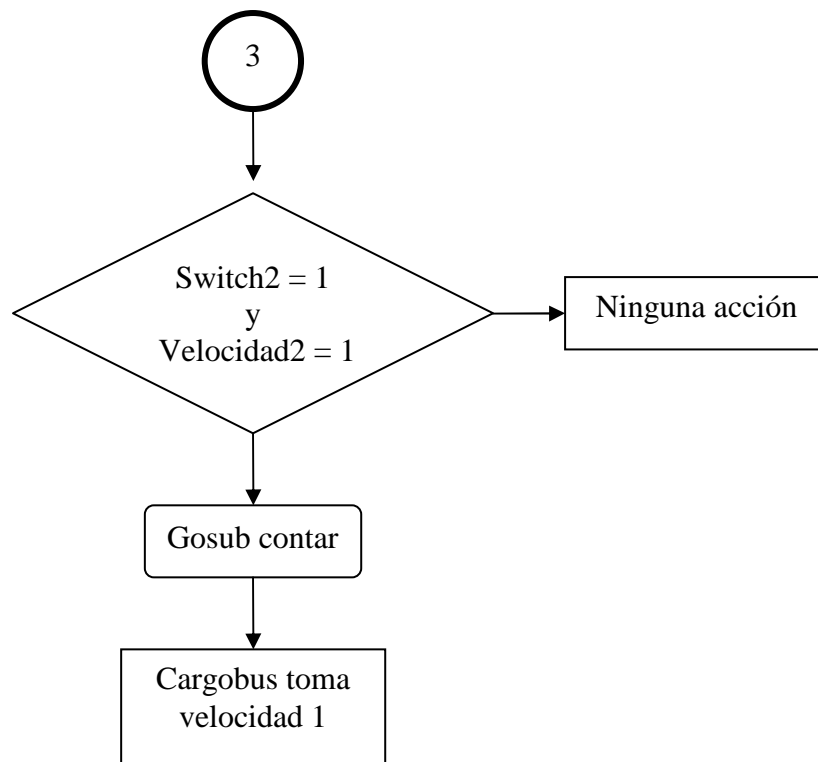 3
Switch2 = 1
y
Velocidad2 = 1
Ninguna acción
Gosub contar
Cargobus toma
velocidad 1